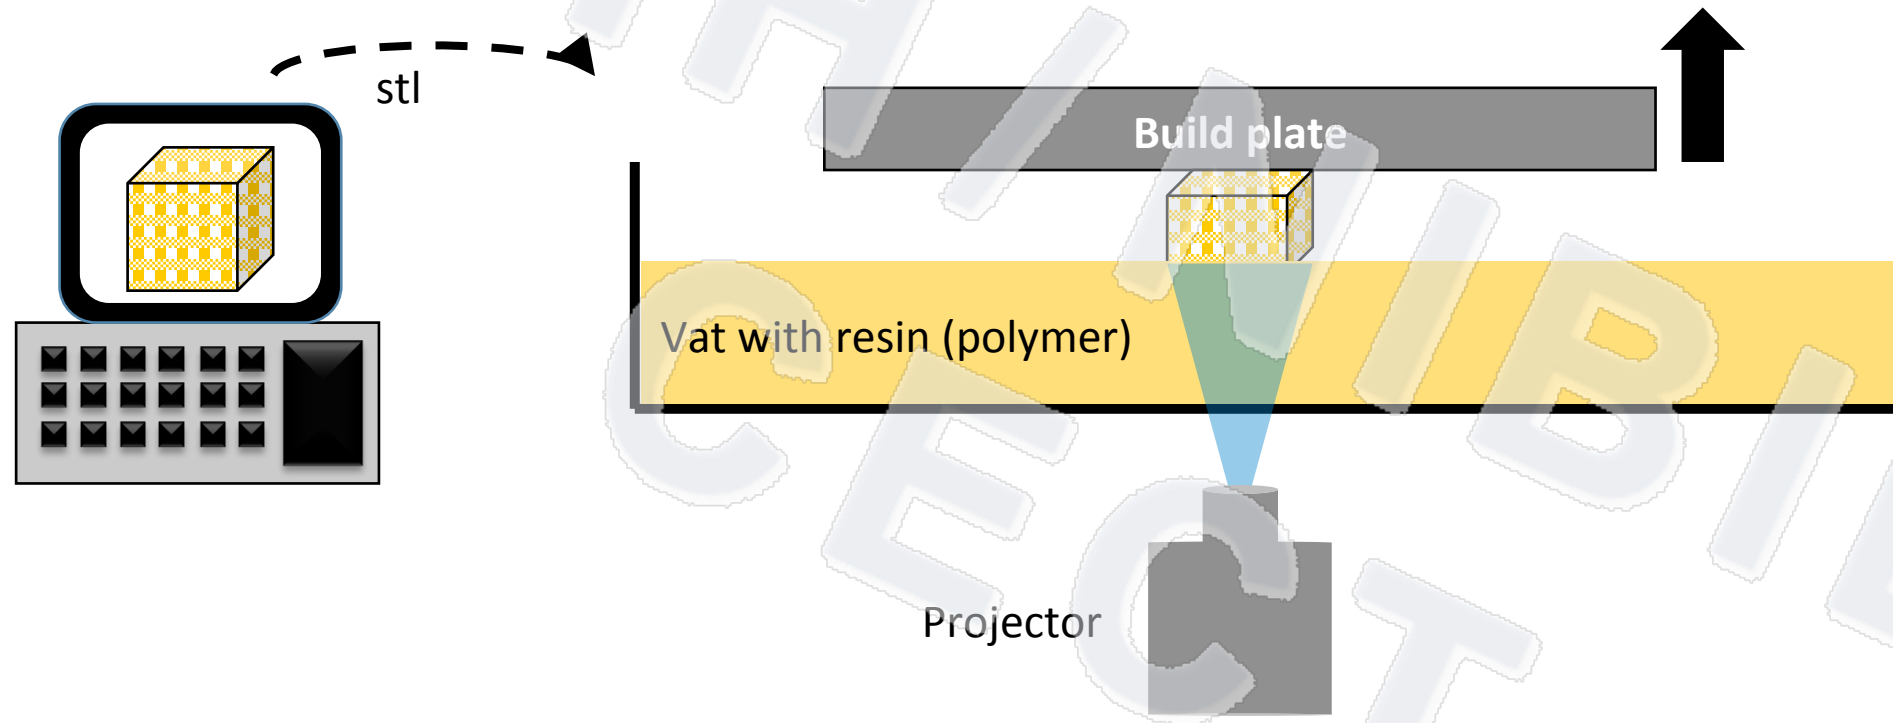 stl
Build plate
Vat with resin (polymer)
Projector